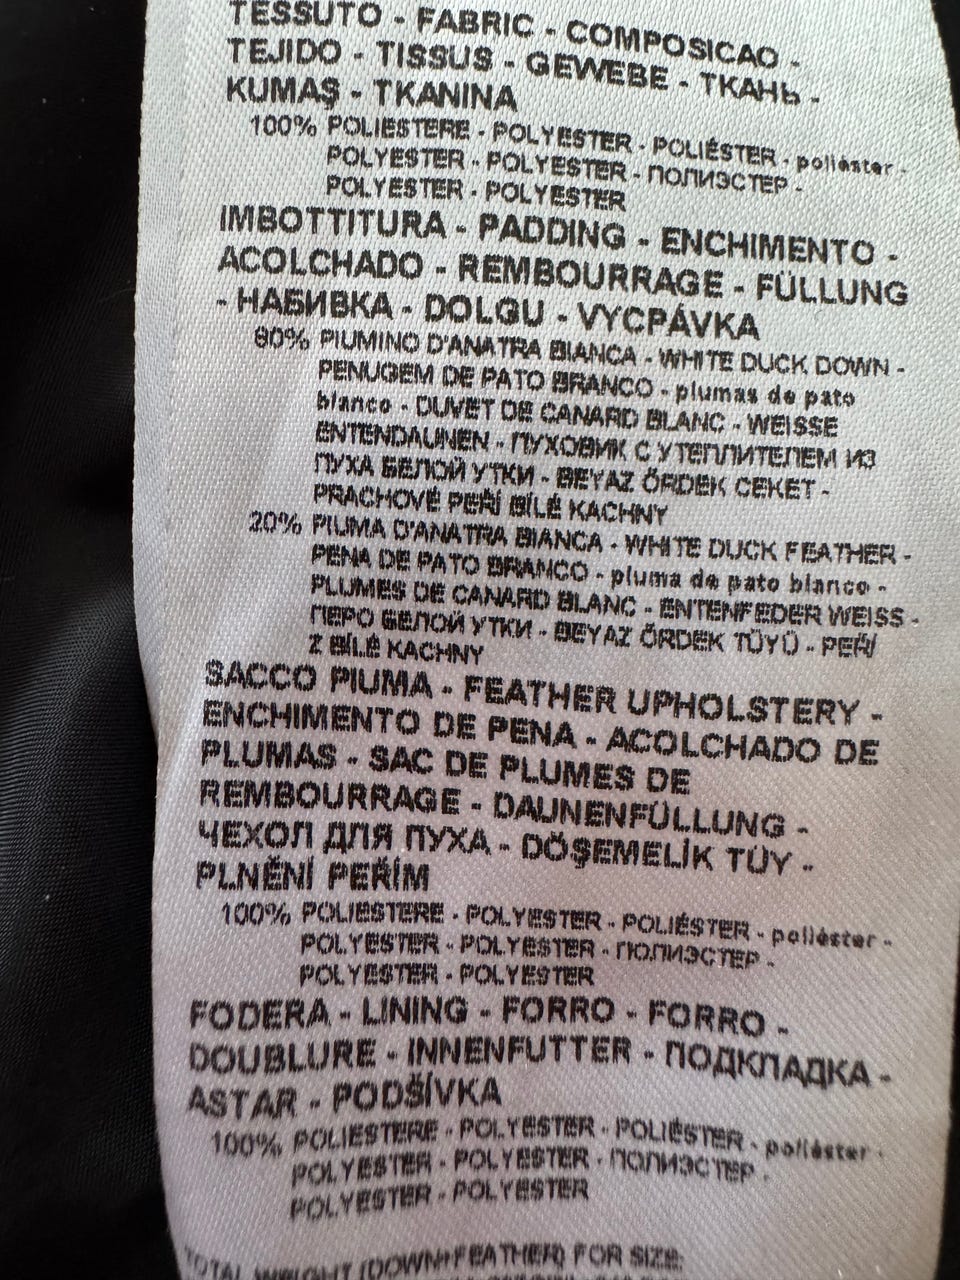 TESSUTO - FABRIC - COMPOSICAO -
TEJIDO - TISSUS - GEWEBE - ТКАНЬ -
KUMAŞ - TKANINA
100% POLIESTERE - POLYESTER - POLIÉSTER - poliéster -
POLYESTER - POLYESTER - ПОЛИЭСТЕР -
POLYESTER - POLYESTER
IMBOTTITURA - PADDING - ENCHIMENTO -
ACOLCHADO - REMBOURRAGE - FÜLLUNG
- НАБИВКА - DOLGU - VYCPÁVKA
80% PIUMINO D'ANATRA BIANCA - WHITE DUCK DOWN -
PENUGEM DE PATO BRANCO - plumas de pato
blanco - DUVET DE CANARD BLANC - WEISSE
ENTENDAUNEN - ПУХОВИК С УТЕПЛИТЕЛЕМ ИЗ
ПУХА БЕЛОЙ УТКИ - BEYAZ ÖRDEK CEKET -
PRACHOVÉ PEŘÍ BÍLÉ KACHNY
20% PIUMA D'ANATRA BIANCA - WHITE DUCK FEATHER -
PENA DE PATO BRANCO - pluma de pato blanco -
PLUMES DE CANARD BLANC - ENTENFEDER WEISS -
ПЕРО БЕЛОЙ УТКИ - BEYAZ ÖRDEK TÜYÜ - PEŘÍ
Z BÍLÉ KACHNY
SACCO PIUMA - FEATHER UPHOLSTERY -
ENCHIMENTO DE PENA - ACOLCHADO DE
PLUMAS - SAC DE PLUMES DE
REMBOURRAGE - DAUNENFÜLLUNG -
ЧЕХОЛ ДЛЯ ПУХА - DÖŞEMELİK TÜY -
PLNĚNÍ PEŘÍM
100% POLIESTERE - POLYESTER - POLIÉSTER - poliéster -
POLYESTER - POLYESTER - ПОЛИЭСТЕР -
POLYESTER - POLYESTER
FODERA - LINING - FORRO - FORRO -
DOUBLURE - INNENFUTTER - ПОДКЛАДКА -
ASTAR - PODŠÍVKA
100% POLIESTERE - POLYESTER - POLIÉSTER - poliéster -
POLYESTER - POLYESTER - ПОЛИЭСТЕР -
POLYESTER - POLYESTER
TOTAL WEIGHT (DOWN+FEATHER) FOR SIZE: